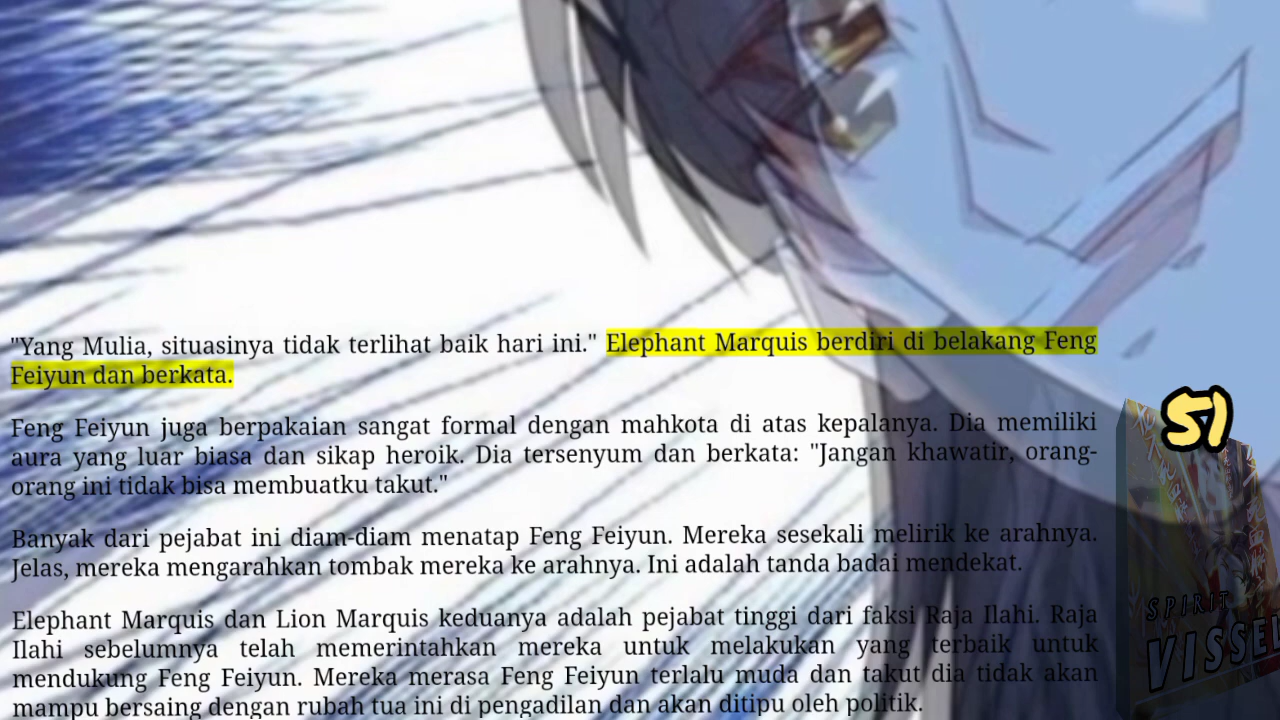 "Yang Mulia, situasinya tidak terlihat baik hari ini." Elephant Marquis berdiri di belakang Feng
Feiyun dan berkata.
Feng Feiyun juga berpakaian sangat formal dengan mahkota di atas kepalanya. Dia memiliki
aura yang luar biasa dan sikap heroik. Dia tersenyum dan berkata: "Jangan khawatir, orang-
orang ini tidak bisa membuatku takut."
Banyak dari pejabat ini diam-diam menatap Feng Feiyun. Mereka sesekali melirik ke arahnya.
Jelas, mereka mengarahkan tombak mereka ke arahnya. Ini adalah tanda badai mendekat.
Elephant Marquis dan Lion Marquis keduanya adalah pejabat tinggi dari faksi Raja Ilahi. Raja
Ilahi sebelumnya telah memerintahkan mereka untuk melakukan yang terbaik untuk
mendukung Feng Feiyun. Mereka merasa Feng Feiyun terlalu muda dan takut dia tidak akan
mampu bersaing dengan rubah tua ini di pengadilan dan akan ditipu oleh politik.
51
SPIRIT
VISSEL